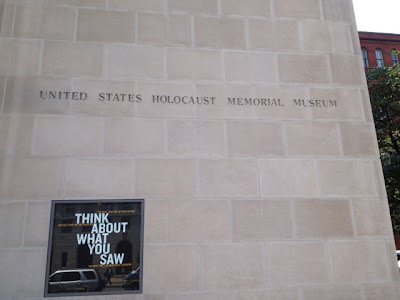 UNITED STATES HOLOCAUST MEMORIAL MUSEUM
THINK
ABOUT
WHAT
YOU
SAW